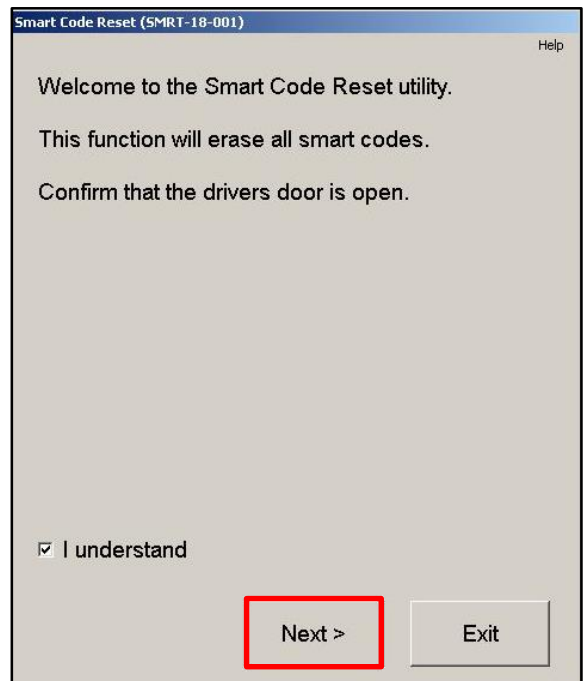 Smart Code Reset (SMRT-18-001)
Help
Welcome to the Smart Code Reset utility.
This function will erase all smart codes.
Confirm that the drivers door is open.
I understand
Next >
Exit